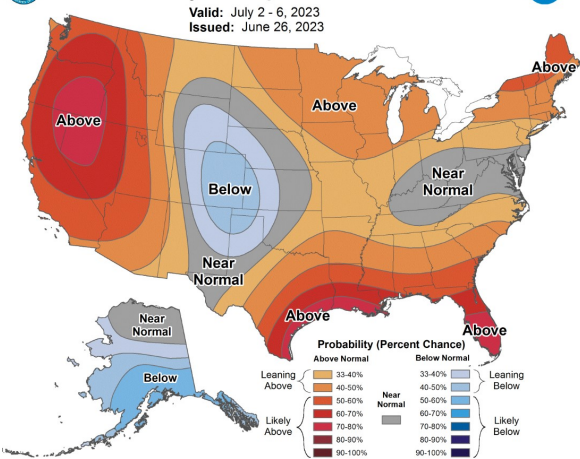 Valid: July 2 - 6, 2023
Issued: June 26, 2023
Above
Above
Above
Below
Near
Normal
Near
Normal
Above
Above
Near
Normal
Below
Probability (Percent Chance)
Above Normal
Below Normal
Leaning
Above
33-40%
40-50%
Likely
Above
50-60%
60-70%
70-80%
80-90%
90-100%
Near
Normal
33-40%
40-50%
Leaning
Below
50-60%
60-70%
70-80%
80-90%
90-100%
Likely
Below